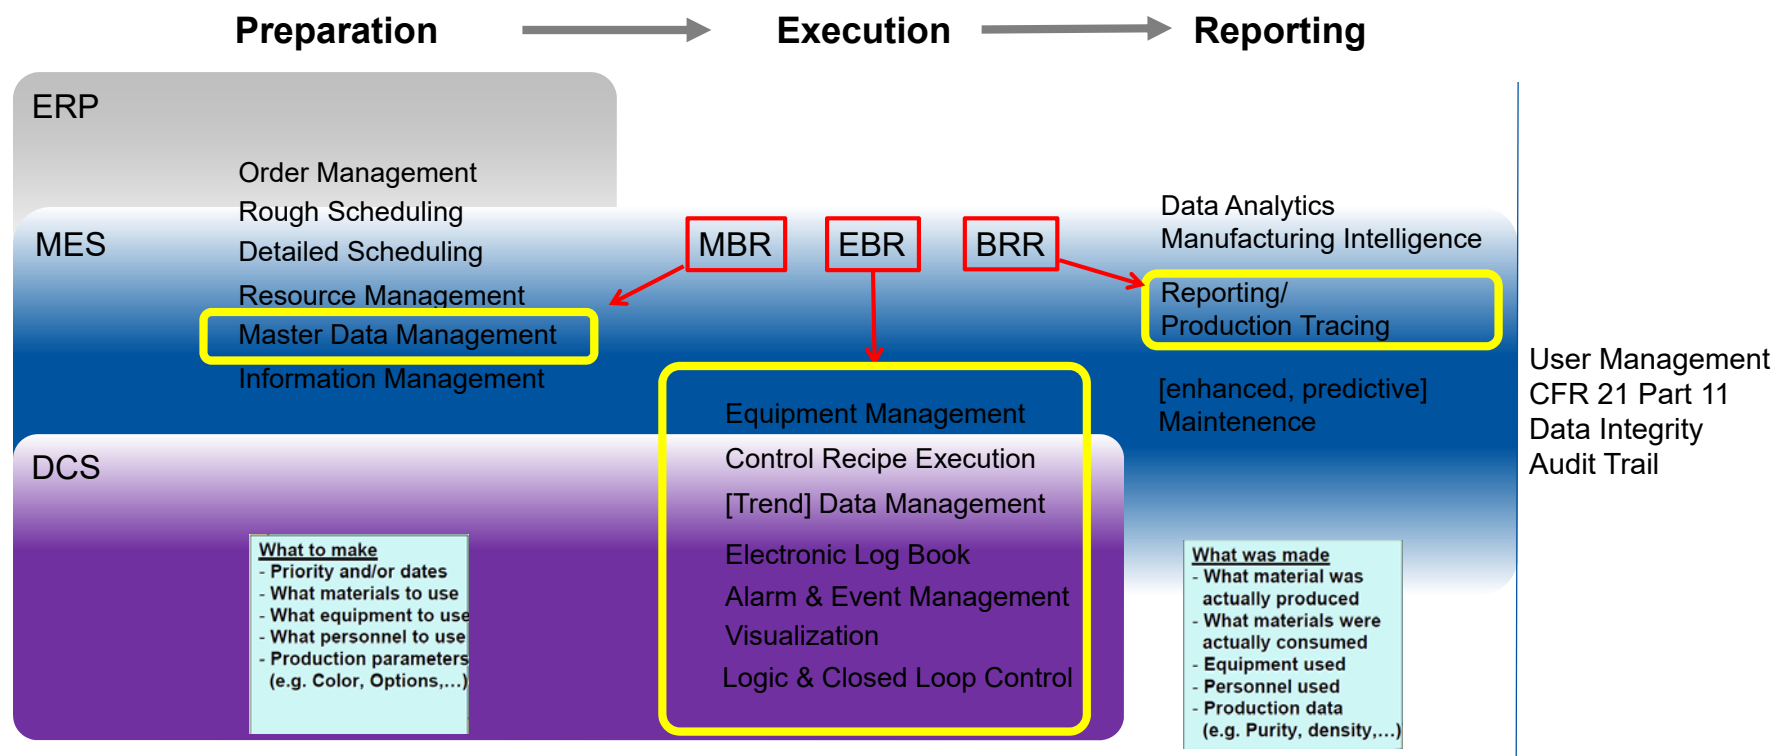 Preparation
Execution
Reporting
ERP
Order Management
Rough Scheduling
MES
Detailed Scheduling
Resource Management
Master Data Management
Information Management
MBR
EBR
BRR
Data Analytics
Manufacturing Intelligence
Reporting/
Production Tracing
[enhanced, predictive]
Maintenence
Equipment Management
DCS
Control Recipe Execution
[Trend] Data Management
Electronic Log Book
Alarm & Event Management
Visualization
Logic & Closed Loop Control
What to make
- Priority and/or dates
- What materials to use
- What equipment to use
- What personnel to use
- Production parameters
(e.g. Color, Options,...)
What was made
- What material was
actually produced
- What materials were
actually consumed
- Equipment used
- Personnel used
- Production data
(e.g. Purity, density,...)
User Management
CFR 21 Part 11
Data Integrity
Audit Trail